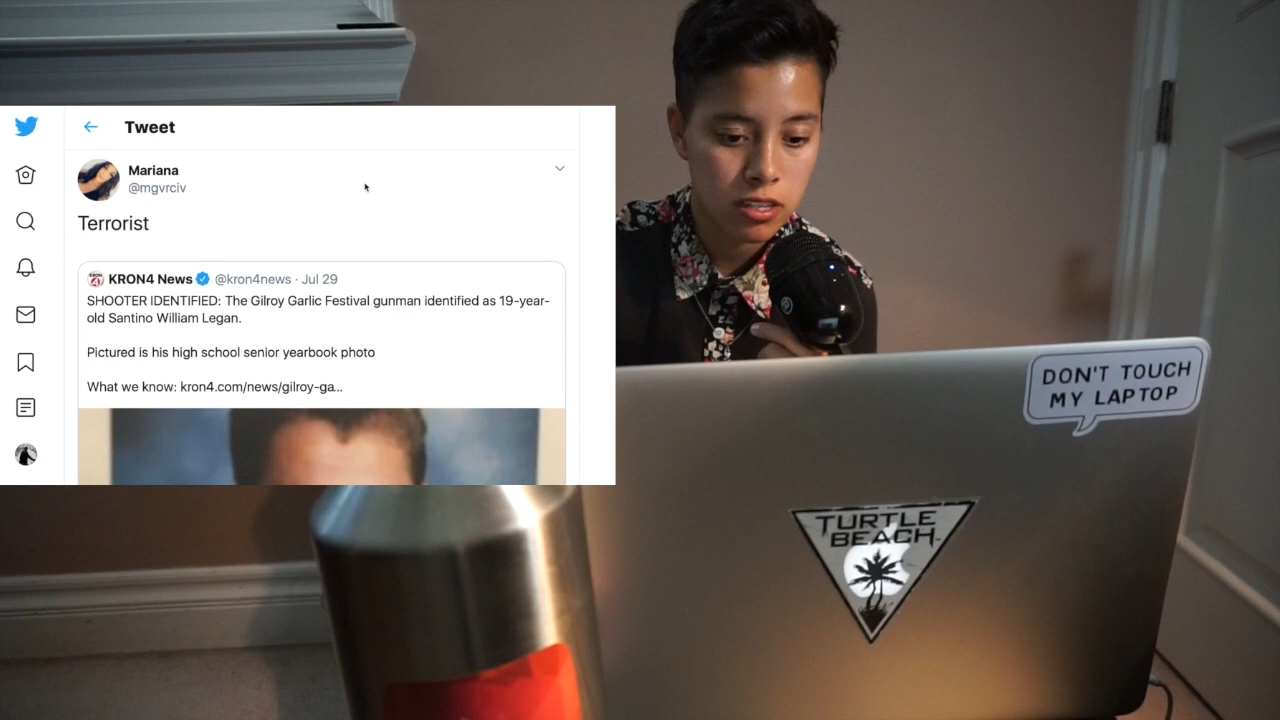 Tweet
Mariana
@mgvrciv
Terrorist
KRON4 News @kron4news · Jul 29
SHOOTER IDENTIFIED: The Gilroy Garlic Festival gunman identified as 19-year-
old Santino William Legan.
Pictured is his high school senior yearbook photo
What we know: kron4.com/news/gilroy-ga...
DON'T TOUCH
MY LAPTOP
TURTLE
BEACH